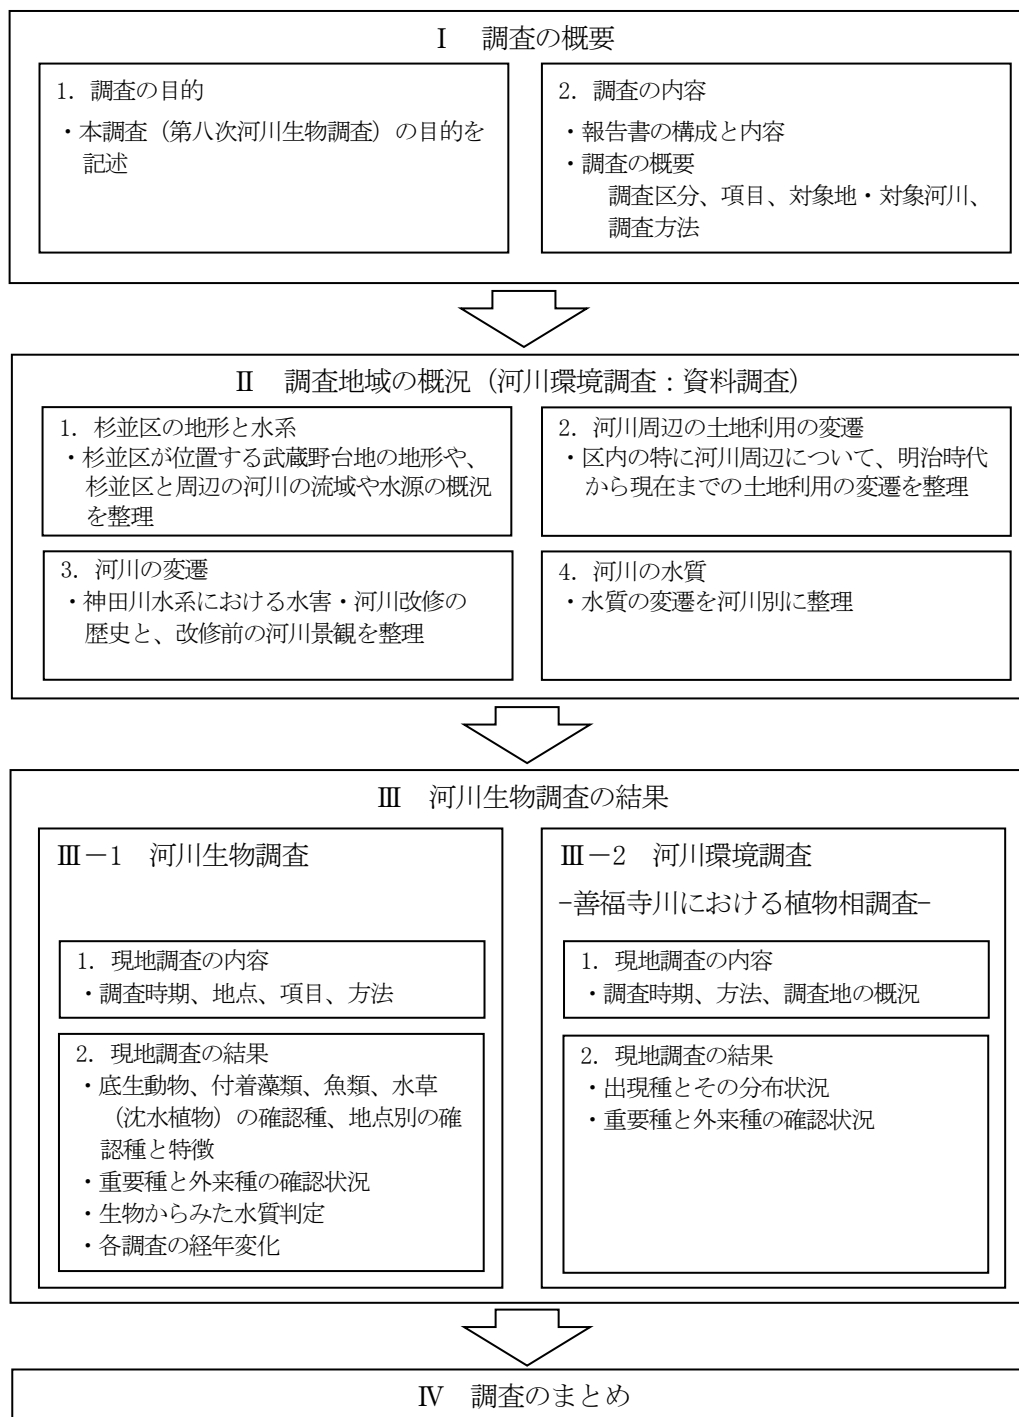 Ⅰ　調査の概要
1. 調査の目的
・本調査（第八次河川生物調査）の目的を
記述
2. 調査の内容
・報告書の構成と内容
・調査の概要
調査区分、項目、対象地・対象河川、
調査方法
Ⅱ　調査地域の概況（河川環境調査：資料調査）
1. 杉並区の地形と水系
・杉並区が位置する武蔵野台地の地形や、
杉並区と周辺の河川の流域や水源の概況
を整理
2. 河川周辺の土地利用の変遷
・区内の特に河川周辺について、明治時代
から現在までの土地利用の変遷を整理
3. 河川の変遷
・神田川水系における水害・河川改修の
歴史と、改修前の河川景観を整理
4. 河川の水質
・水質の変遷を河川別に整理
Ⅲ　河川生物調査の結果
Ⅲ－1　河川生物調査
1. 現地調査の内容
・調査時期、地点、項目、方法
2. 現地調査の結果
・底生動物、付着藻類、魚類、水草
（沈水植物）の確認種、地点別の確
認種と特徴
・重要種と外来種の確認状況
・生物からみた水質判定
・各調査の経年変化
Ⅲ－2　河川環境調査
-善福寺川における植物相調査-
1. 現地調査の内容
・調査時期、方法、調査地の概況
2. 現地調査の結果
・出現種とその分布状況
・重要種と外来種の確認状況
Ⅳ　調査のまとめ